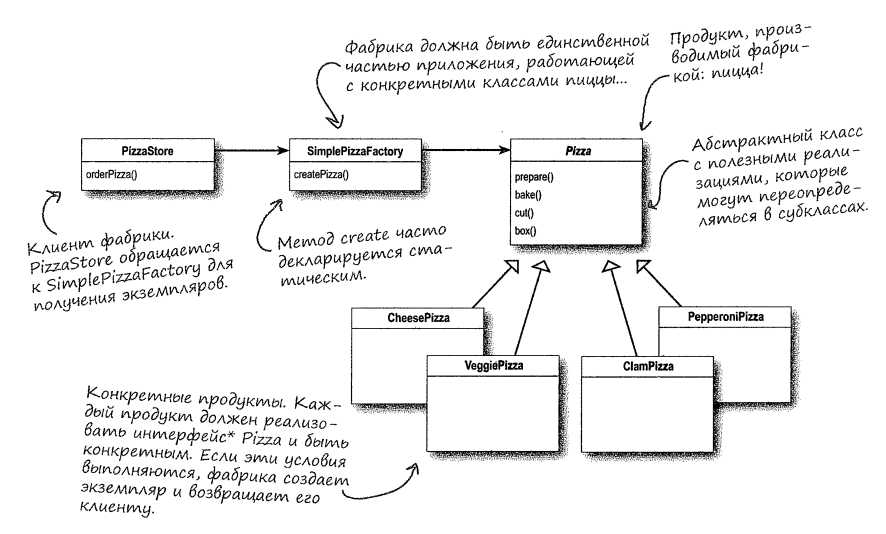 Фабрика должна быть единственной
частью приложения, работающей
с конкретными классами пиццы...
Продукт, произ-
водимый фабри-
кой: пицца!
PizzaStore
orderPizza()
SimplePizzaFactory
createPizza()
Pizza
prepare()
bake()
cut()
box()
Абстрактный класс
с полезными реали-
зациями, которые
могут переопреде-
ляться в субклассах.
Клиент фабрики.
PizzaStore обращается
к SimplePizzaFactory для
получения экземпляров.
Метод create часто
декларируется ста-
тическим.
CheesePizza
VeggiePizza
ClamPizza
PepperoniPizza
Конкретные продукты. Каж-
дый продукт должен реализо-
вать интерфейс* Pizza и быть
конкретным. Если эти условия
выполняются, фабрика создает
экземпляр и возвращает его
клиенту.